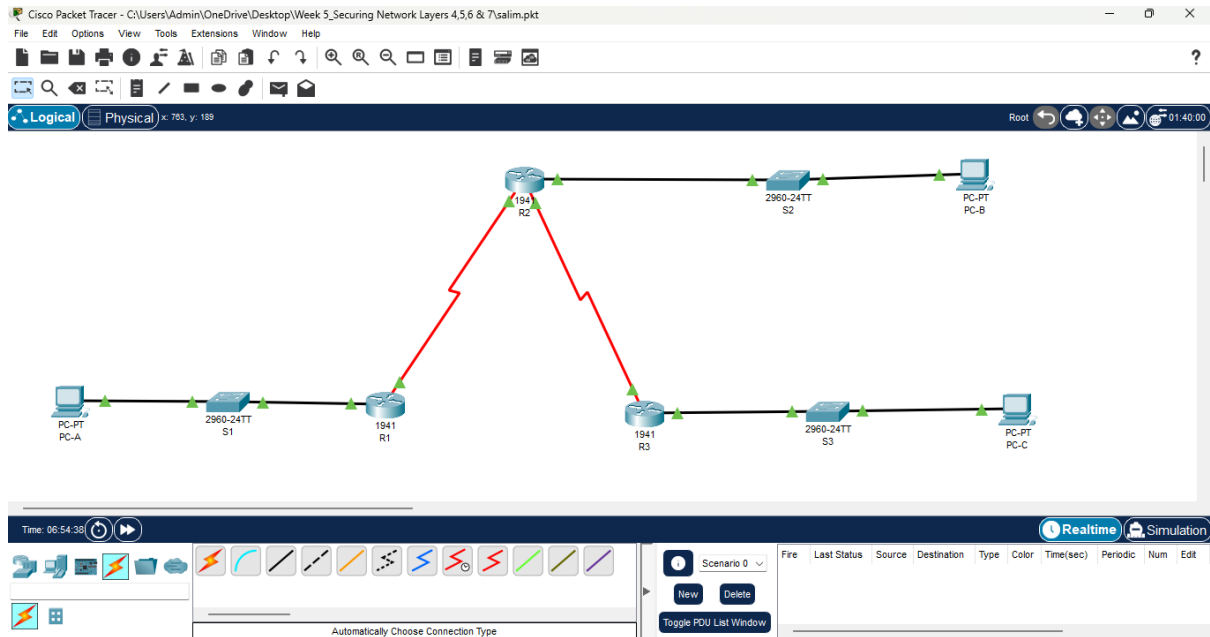 Cisco Packet Tracer - C:\Users\Admin\OneDrive\Desktop\Week 5_Securing Network Layers 4,5,6 & 7\salim.pkt
File Edit Options View Tools Extensions Window Help
?
Logical Physical x: 763, y: 189 Root 01:40:00
1941
R2
2960-24TT
S2
PC-PT
PC-B
PC-PT
PC-A
2960-24TT
S1
1941
R1
1941
R3
2960-24TT
S3
PC-PT
PC-C
Time: 06:54:38 Realtime Simulation
Scenario 0
Fire Last Status Source Destination Type Color Time(sec) Periodic Num Edit
New Delete
Toggle PDU List Window
Automatically Choose Connection Type